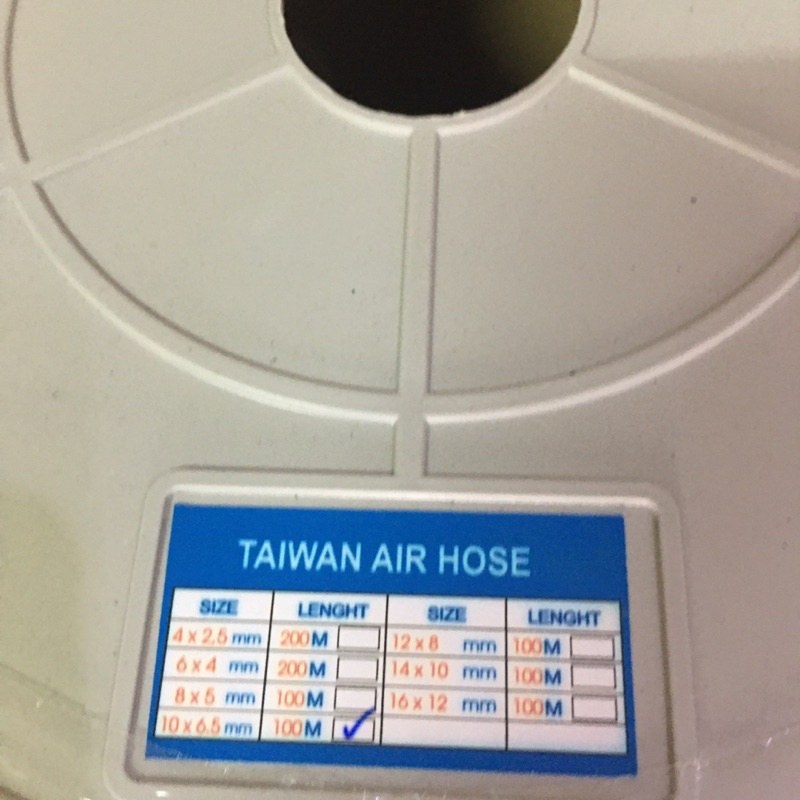 TAIWAN AIR HOSE
SIZE LENGHT SIZE LENGHT
4 x 2.5 mm 200M 12 x 8 mm 100M
6 x 4 mm 200M 14 x 10 mm 100M
8 x 5 mm 100M 16 x 12 mm 100M
10 x 6.5 mm 100M ✓